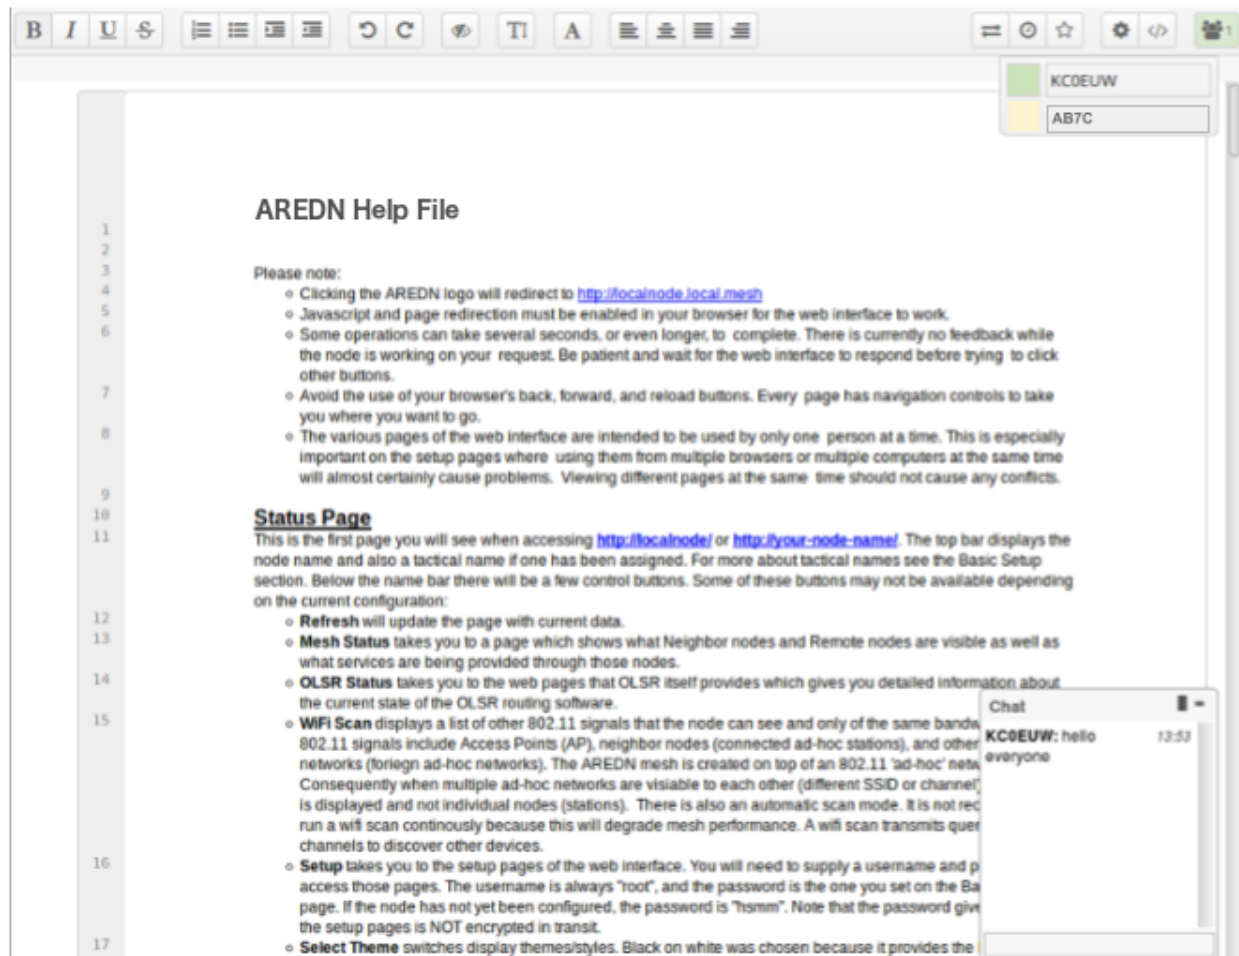 B I U S T A 1
KC0EUW
AB7C
AREDN Help File
1
2
3 Please note:
4 Clicking the AREDN logo will redirect to http://localnode.local.mesh
5 Javascript and page redirection must be enabled in your browser for the web interface to work.
6 Some operations can take several seconds, or even longer, to complete. There is currently no feedback while
the node is working on your request. Be patient and wait for the web interface to respond before trying to click
other buttons.
7 Avoid the use of your browser's back, forward, and reload buttons. Every page has navigation controls to take
you where you want to go.
8 The various pages of the web interface are intended to be used by only one person at a time. This is especially
important on the setup pages where using them from multiple browsers or multiple computers at the same time
will almost certainly cause problems. Viewing different pages at the same time should not cause any conflicts.
9
10 Status Page
11 This is the first page you will see when accessing http://localnode/ or http://your-node-name/. The top bar displays the
node name and also a tactical name if one has been assigned. For more about tactical names see the Basic Setup
section. Below the name bar there will be a few control buttons. Some of these buttons may not be available depending
on the current configuration:
12 Refresh will update the page with current data.
13 Mesh Status takes you to a page which shows what Neighbor nodes and Remote nodes are visible as well as
what services are being provided through those nodes.
14 OLSR Status takes you to the web pages that OLSR itself provides which gives you detailed information about
the current state of the OLSR routing software.
15 WiFi Scan displays a list of other 802.11 signals that the node can see and only of the same bandw
802.11 signals include Access Points (AP), neighbor nodes (connected ad-hoc stations), and other
networks (foriegn ad-hoc networks). The AREDN mesh is created on top of an 802.11 'ad-hoc' netw
Consequently when multiple ad-hoc networks are visiable to each other (different SSID or channel)
is displayed and not individual nodes (stations). There is also an automatic scan mode. It is not rec
run a wifi scan continously because this will degrade mesh performance. A wifi scan transmits quer
channels to discover other devices.
16 Setup takes you to the setup pages of the web interface. You will need to supply a username and p
access those pages. The username is always "root", and the password is the one you set on the Ba
page. If the node has not yet been configured, the password is "hsmm". Note that the password give
the setup pages is NOT encrypted in transit.
17 Select Theme switches display themes/styles. Black on white was chosen because it provides the
Chat
KC0EUW: hello 13:53
everyone